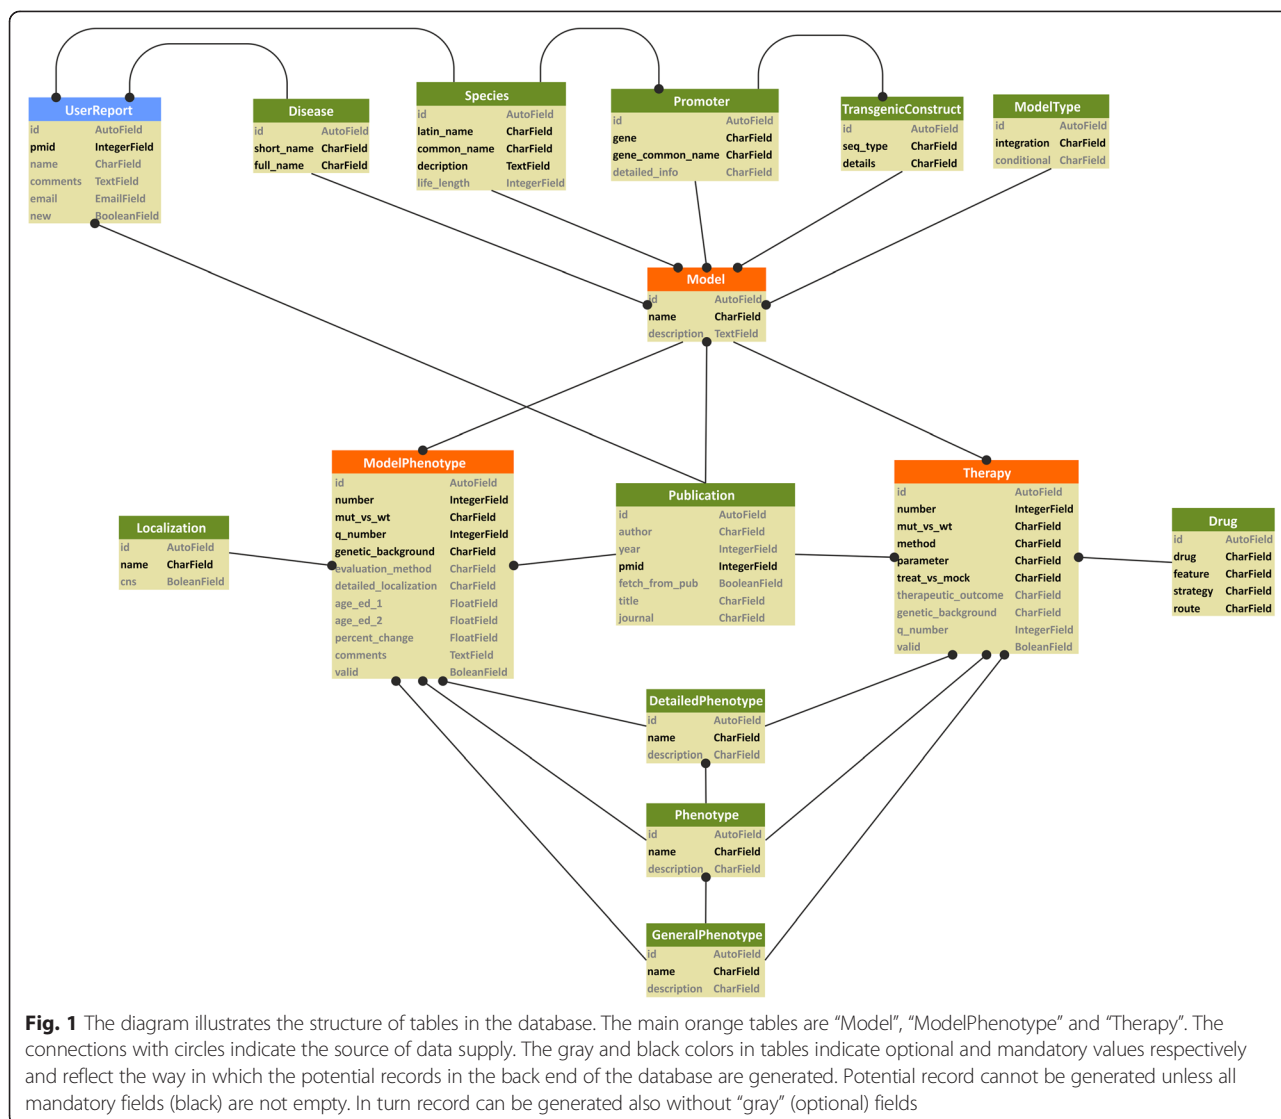 UserReport
id AutoField
pmid IntegerField
name CharField
comments TextField
email EmailField
new BooleanField
Disease
id AutoField
short_name CharField
full_name CharField
Species
id AutoField
latin_name CharField
common_name CharField
decription TextField
life_length IntegerField
Promoter
id AutoField
gene CharField
gene_common_name CharField
detailed_info CharField
TransgenicConstruct
id AutoField
seq_type CharField
details CharField
ModelType
id AutoField
integration CharField
conditional CharField
Model
id AutoField
name CharField
description TextField
ModelPhenotype
id AutoField
number IntegerField
mut_vs_wt CharField
q_number IntegerField
genetic_background CharField
evaluation_method CharField
detailed_localization CharField
age_ed_1 FloatField
age_ed_2 FloatField
percent_change FloatField
comments TextField
valid BoleanField
Localization
id AutoField
name CharField
cns BoleanField
Publication
id AutoField
author CharField
year IntegerField
pmid IntegerField
fetch_from_pub BooleanField
title CharField
journal CharField
Therapy
id AutoField
number IntegerField
mut_vs_wt CharField
method CharField
parameter CharField
treat_vs_mock CharField
therapeutic_outcome CharField
genetic_background CharField
q_number IntegerField
valid BoleanField
Drug
id AutoField
drug CharField
feature CharField
strategy CharField
route CharField
DetailedPhenotype
id AutoField
name CharField
description CharField
Phenotype
id AutoField
name CharField
description CharField
GeneralPhenotype
id AutoField
name CharField
description CharField
Fig. 1 The diagram illustrates the structure of tables in the database. The main orange tables are “Model”, “ModelPhenotype” and “Therapy”. The
connections with circles indicate the source of data supply. The gray and black colors in tables indicate optional and mandatory values respectively
and reflect the way in which the potential records in the back end of the database are generated. Potential record cannot be generated unless all
mandatory fields (black) are not empty. In turn record can be generated also without “gray” (optional) fields